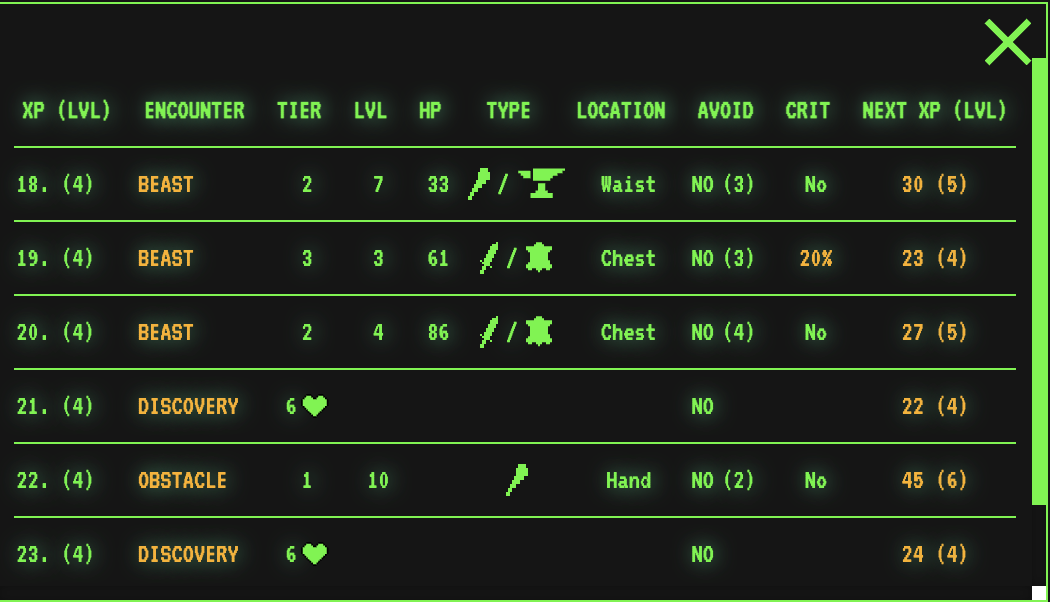 XP (LVL) ENCOUNTER TIER LVL HP TYPE LOCATION AVOID CRIT NEXT XP (LVL)
18. (4) BEAST 2 7 33 / Waist NO (3) No 30 (5)
19. (4) BEAST 3 3 61 / Chest NO (3) 20% 23 (4)
20. (4) BEAST 2 4 86 / Chest NO (4) No 27 (5)
21. (4) DISCOVERY 6 NO 22 (4)
22. (4) OBSTACLE 1 10 Hand NO (2) No 45 (6)
23. (4) DISCOVERY 6 NO 24 (4)